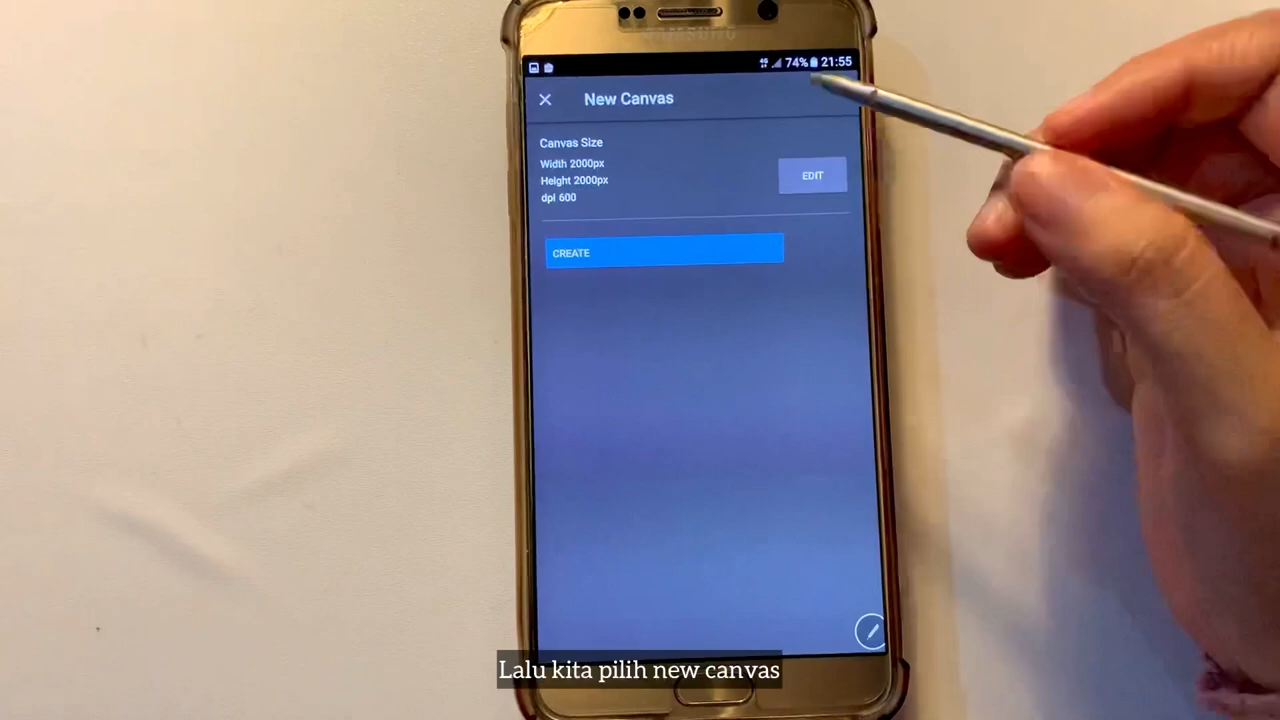 SAMSUNG
74% 21:55
New Canvas
Canvas Size
Width 2000px
Height 2000px
dpi 600
EDIT
CREATE
Lalu kita pilih new canvas